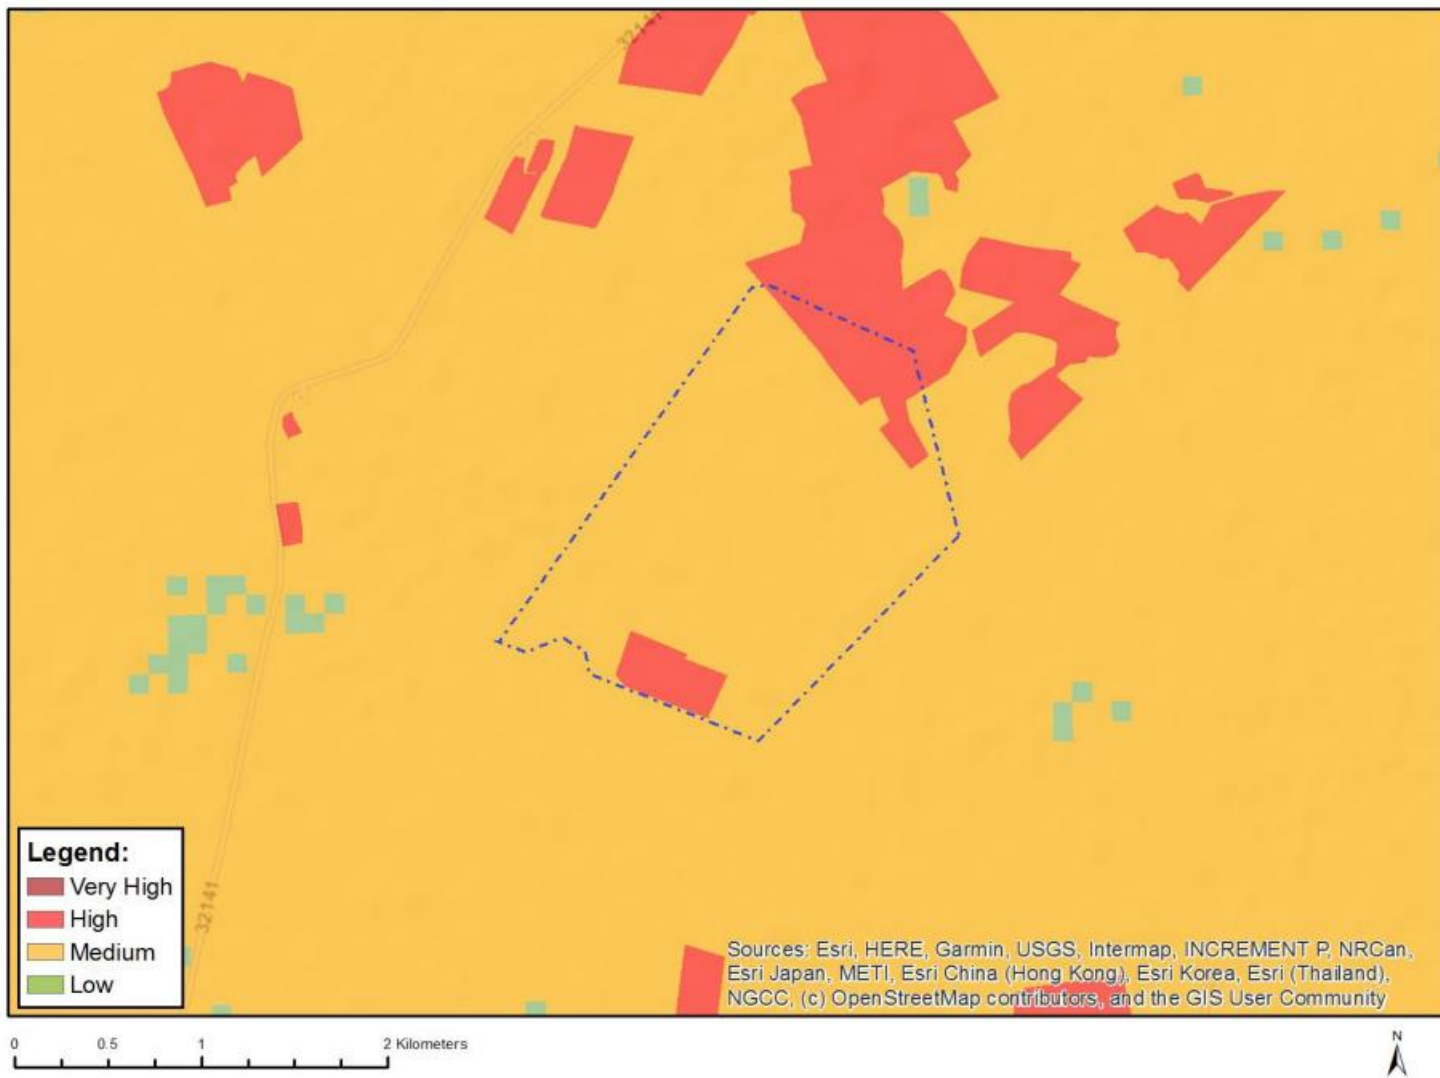 32141
32141
Legend:
Very High
High
Medium
Low
Sources: Esri, HERE, Garmin, USGS, Intermap, INCREMENT P, NRCan,
Esri Japan, METI, Esri China (Hong Kong), Esri Korea, Esri (Thailand),
NGCC, (c) OpenStreetMap contributors, and the GIS User Community
0 0.5 1 2 Kilometers
N